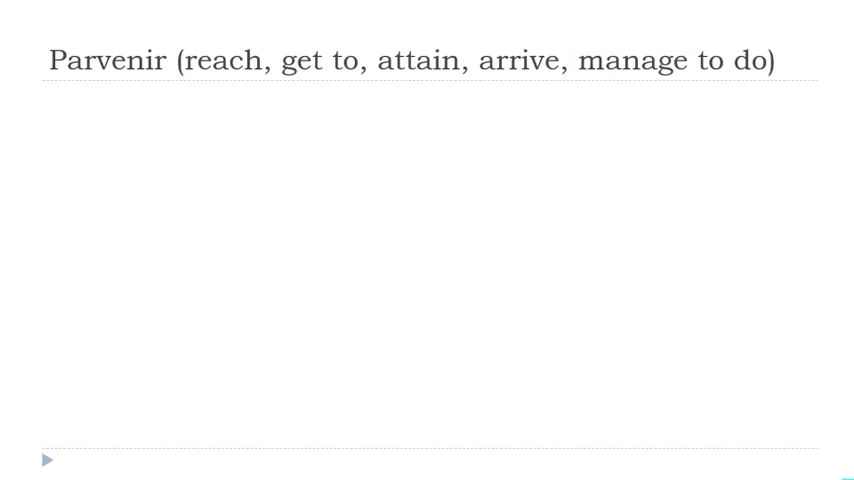 Parvenir (reach, get to, attain, arrive, manage to do)